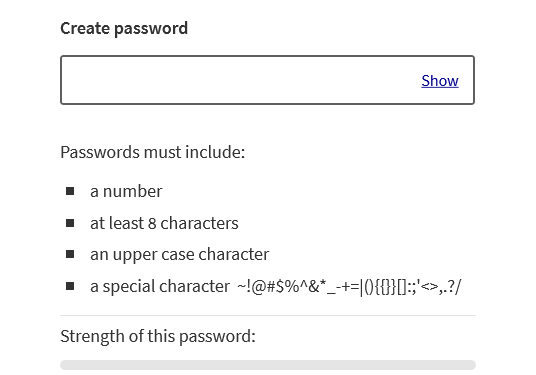 Create password
Show
Passwords must include:
a number
at least 8 characters
an upper case character
a special character ~!@#$%^&*_-+=|(){{}}[]:;'<>,.?/
Strength of this password: